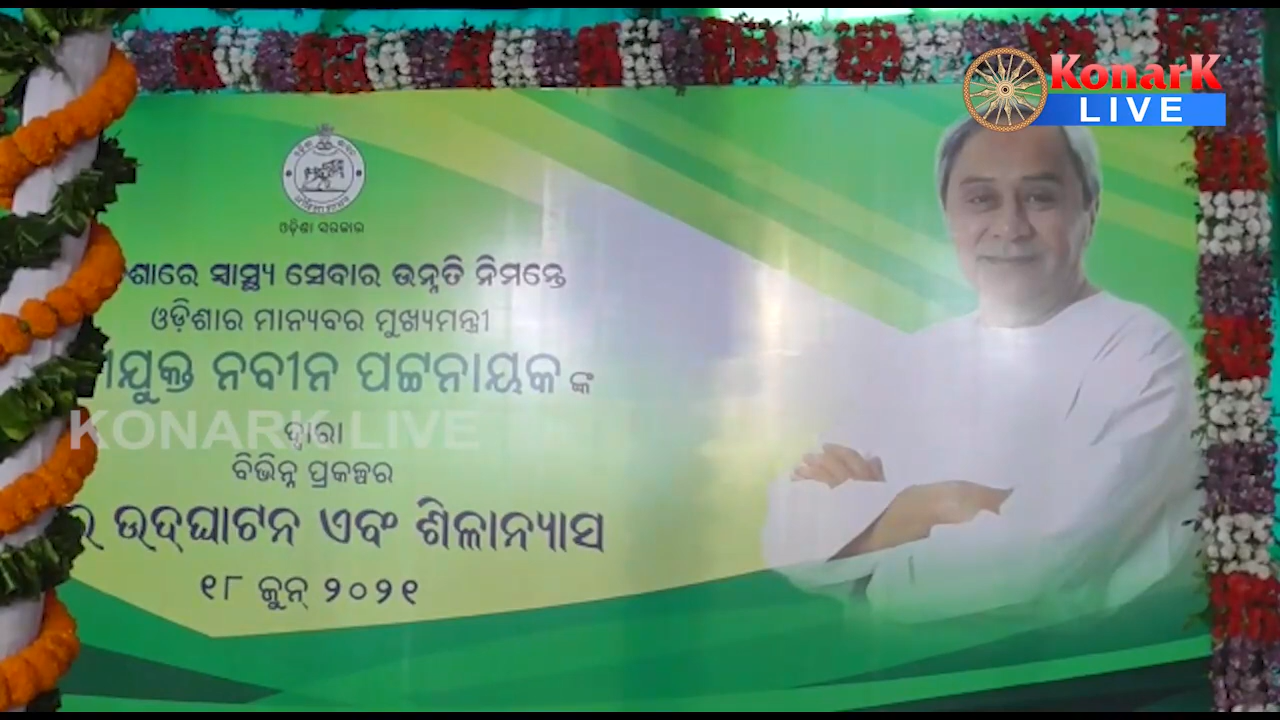 KonarK
LIVE
ଓଡ଼ିଶା ସରକାର
ଶାରେ ସ୍ୱାସ୍ଥ୍ୟ ସେବାର ଉନ୍ନତି ନିମନ୍ତେ
ଓଡ଼ିଶାର ମାନ୍ୟବର ମୁଖ୍ୟମନ୍ତ୍ରୀ
ଯୁକ୍ତ ନବୀନ ପଟ୍ଟନାୟକ ଙ୍କ
KONARK LIVE
ଦ୍ୱାରା
ବିଭିନ୍ନ ପ୍ରକଳ୍ପର
ଉଦ୍‌ଘାଟନ ଏବଂ ଶିଳାନ୍ୟାସ
୧୮ ଜୁନ୍ ୨୦୨୧